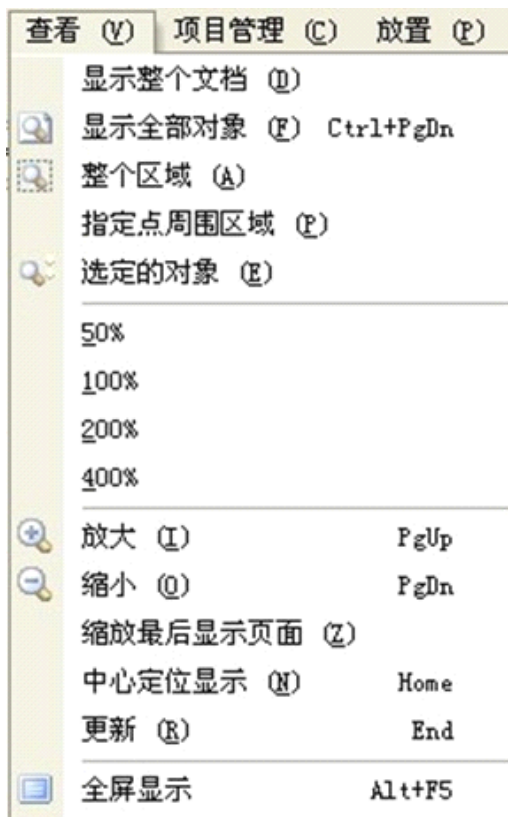 查看 (V) 项目管理 (C) 放置 (P)
显示整个文档 (D)
显示全部对象 (F) Ctrl+PgDn
整个区域 (A)
指定点周围区域 (P)
选定的对象 (E)
50%
100%
200%
400%
放大 (I) PgUp
缩小 (O) PgDn
缩放最后显示页面 (Z)
中心定位显示 (N) Home
更新 (R) End
全屏显示 Alt+F5